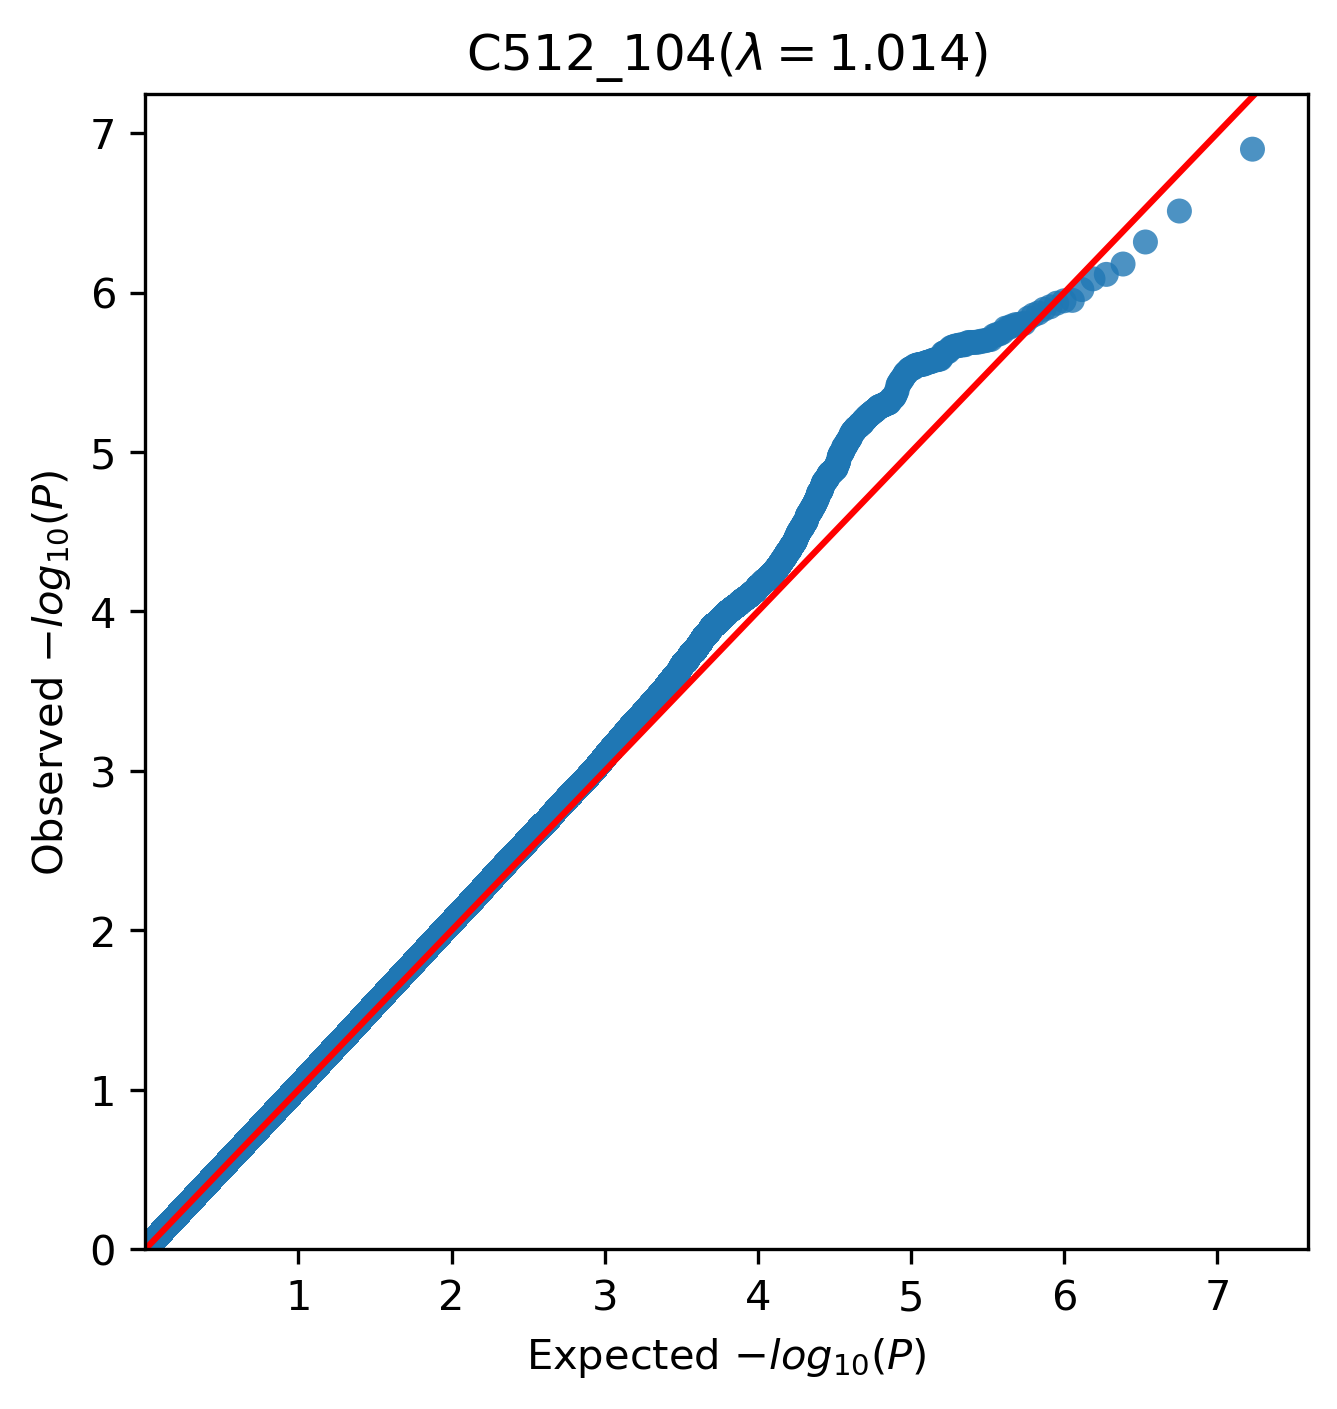 C512_104(λ = 1.014)
Observed −log₁₀(P)
7
6
5
4
3
2
1
0
1 2 3 4 5 6 7
Expected −log₁₀(P)